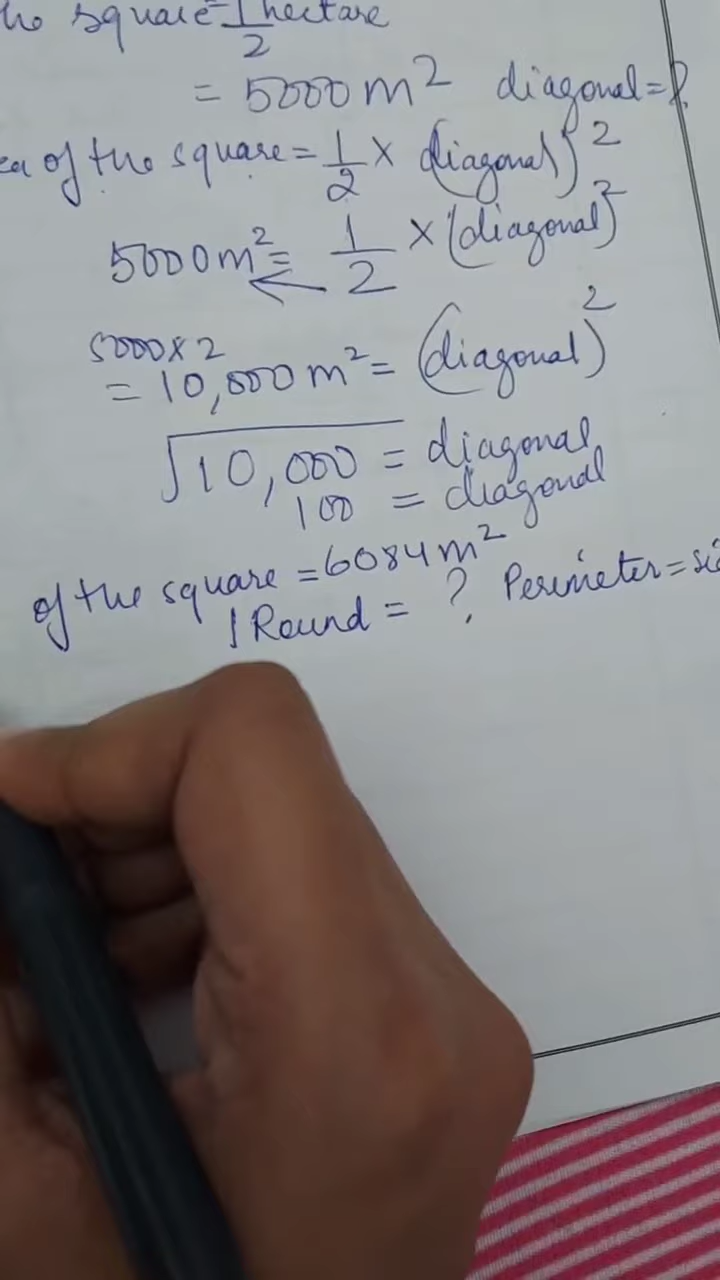 the square = 1/2 hectare
= 5000 m² diagonal = ?
of the square = 1/2 × (diagonal)²
5000 m² = 1/2 × (diagonal)²
5000 × 2
= 10,000 m² = (diagonal)²
√10,000 = diagonal
100 = diagonal
of the square = 6084 m²
1 Round = ? Perimeter =